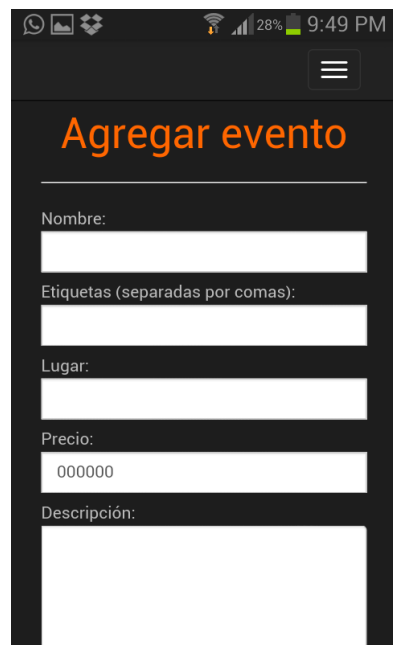 28% 9:49 PM
Agregar evento
Nombre:
Etiquetas (separadas por comas):
Lugar:
Precio:
000000
Descripción: